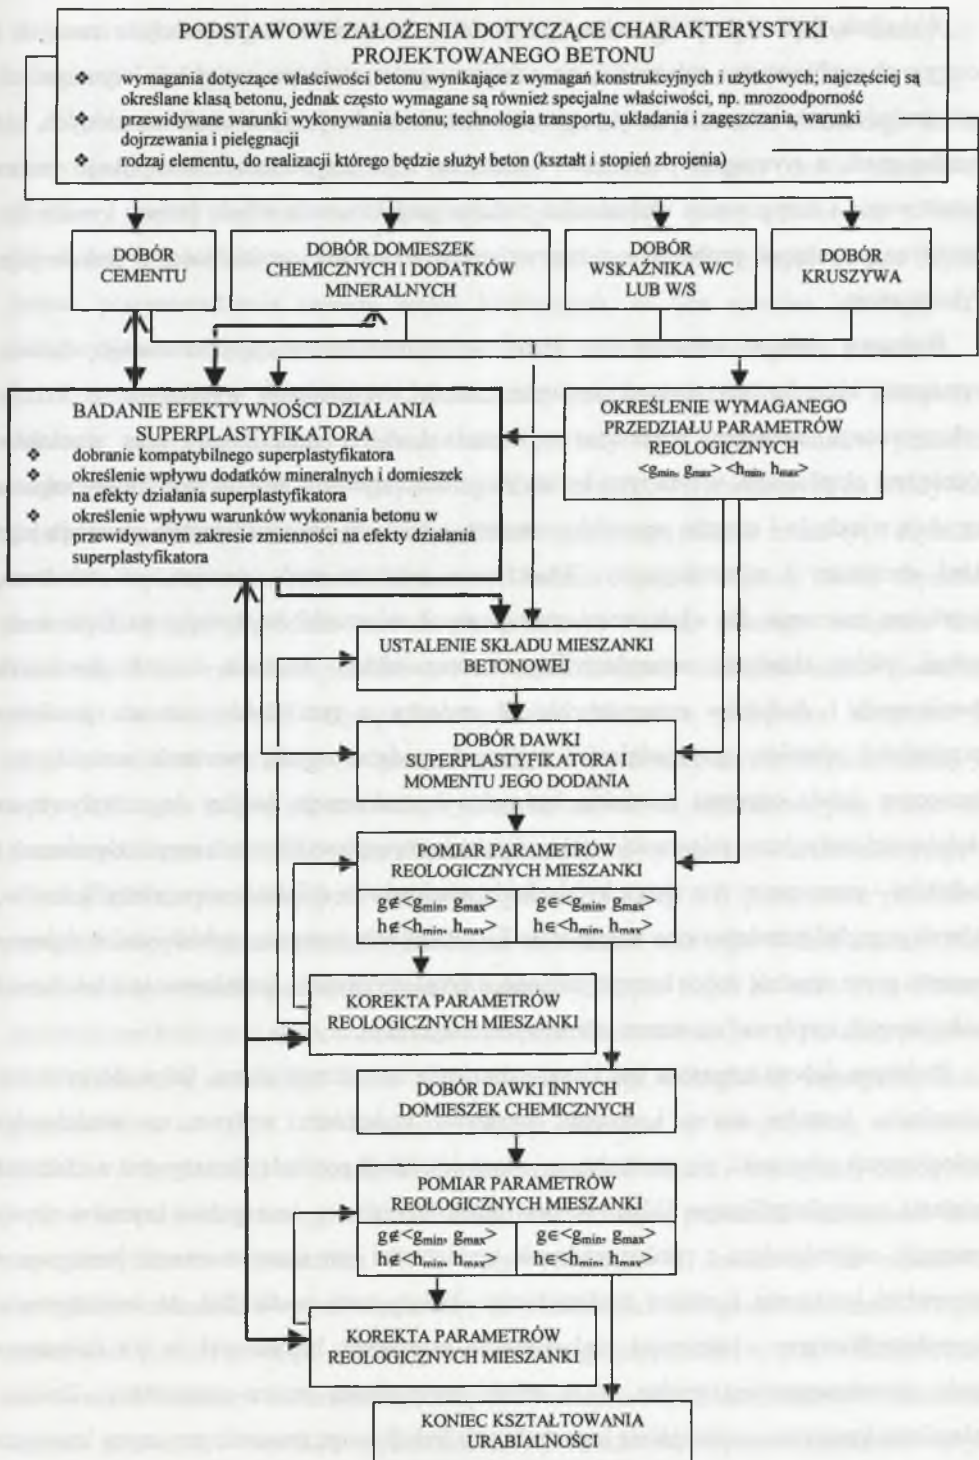 PODSTAWOWE ZAŁOŻENIA DOTYCZĄCE CHARAKTERYSTYKI
PROJEKTOWANEGO BETONU
❖ wymagania dotyczące właściwości betonu wynikające z wymagań konstrukcyjnych i użytkowych; najczęściej są
określane klasą betonu, jednak często wymagane są również specjalne właściwości, np. mrozoodporność
❖ przewidywane warunki wykonywania betonu; technologia transportu, układania i zagęszczania, warunki
dojrzewania i pielęgnacji
❖ rodzaj elementu, do realizacji którego będzie służył beton (kształt i stopień zbrojenia)
DOBÓR
CEMENTU
DOBÓR DOMIESZEK
CHEMICZNYCH I DODATKÓW
MINERALNYCH
DOBÓR
WSKAŹNIKA W/C
LUB W/S
DOBÓR
KRUSZYWA
BADANIE EFEKTYWNOŚCI DZIAŁANIA
SUPERPLASTYFIKATORA
❖ dobranie kompatybilnego superplastyfikatora
❖ określenie wpływu dodatków mineralnych i domieszek
na efekty działania superplastyfikatora
❖ określenie wpływu warunków wykonania betonu w
przewidywanym zakresie zmienności na efekty działania
superplastyfikatora
OKREŚLENIE WYMAGANEGO
PRZEDZIAŁU PARAMETRÓW
REOLOGICZNYCH
<gmin, gmax> <hmin, hmax>
USTALENIE SKŁADU MIESZANKI
BETONOWEJ
DOBÓR DAWKI
SUPERPLASTYFIKATORA I
MOMENTU JEGO DODANIA
POMIAR PARAMETRÓW
REOLOGICZNYCH MIESZANKI
g∉<gmin, gmax>
h∉<hmin, hmax>
g∈<gmin, gmax>
h∈<hmin, hmax>
KOREKTA PARAMETRÓW
REOLOGICZNYCH MIESZANKI
DOBÓR DAWKI INNYCH
DOMIESZEK CHEMICZNYCH
POMIAR PARAMETRÓW
REOLOGICZNYCH MIESZANKI
g∉<gmin, gmax>
h∉<hmin, hmax>
g∈<gmin, gmax>
h∈<hmin, hmax>
KOREKTA PARAMETRÓW
REOLOGICZNYCH MIESZANKI
KONIEC KSZTAŁTOWANIA
URABIALNOŚCI